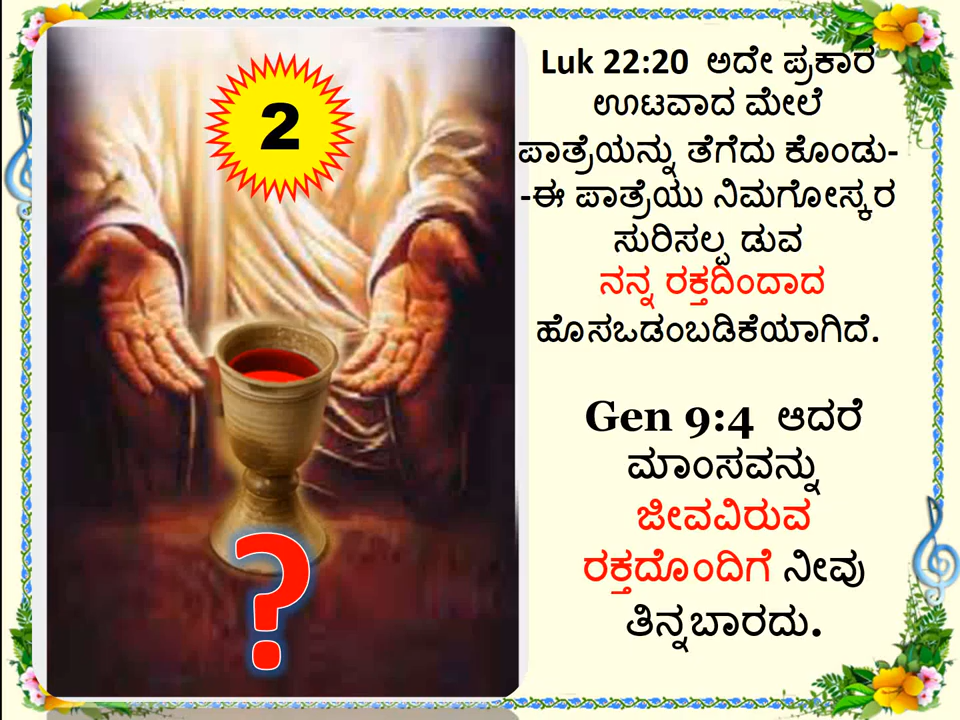 2
Luk 22:20 ಅದೇ ಪ್ರಕಾರ
ಊಟವಾದ ಮೇಲೆ
ಪಾತ್ರೆಯನ್ನು ತೆಗೆದು ಕೊಂಡು-
-ಈ ಪಾತ್ರೆಯು ನಿಮಗೋಸ್ಕರ
ಸುರಿಸಲ್ಪ ಡುವ
ನನ್ನ ರಕ್ತದಿಂದಾದ
ಹೊಸಒಡಂಬಡಿಕೆಯಾಗಿದೆ.
Gen 9:4 ಆದರೆ
ಮಾಂಸವನ್ನು
ಜೀವವಿರುವ
ರಕ್ತದೊಂದಿಗೆ ನೀವು
ತಿನ್ನಬಾರದು.
?